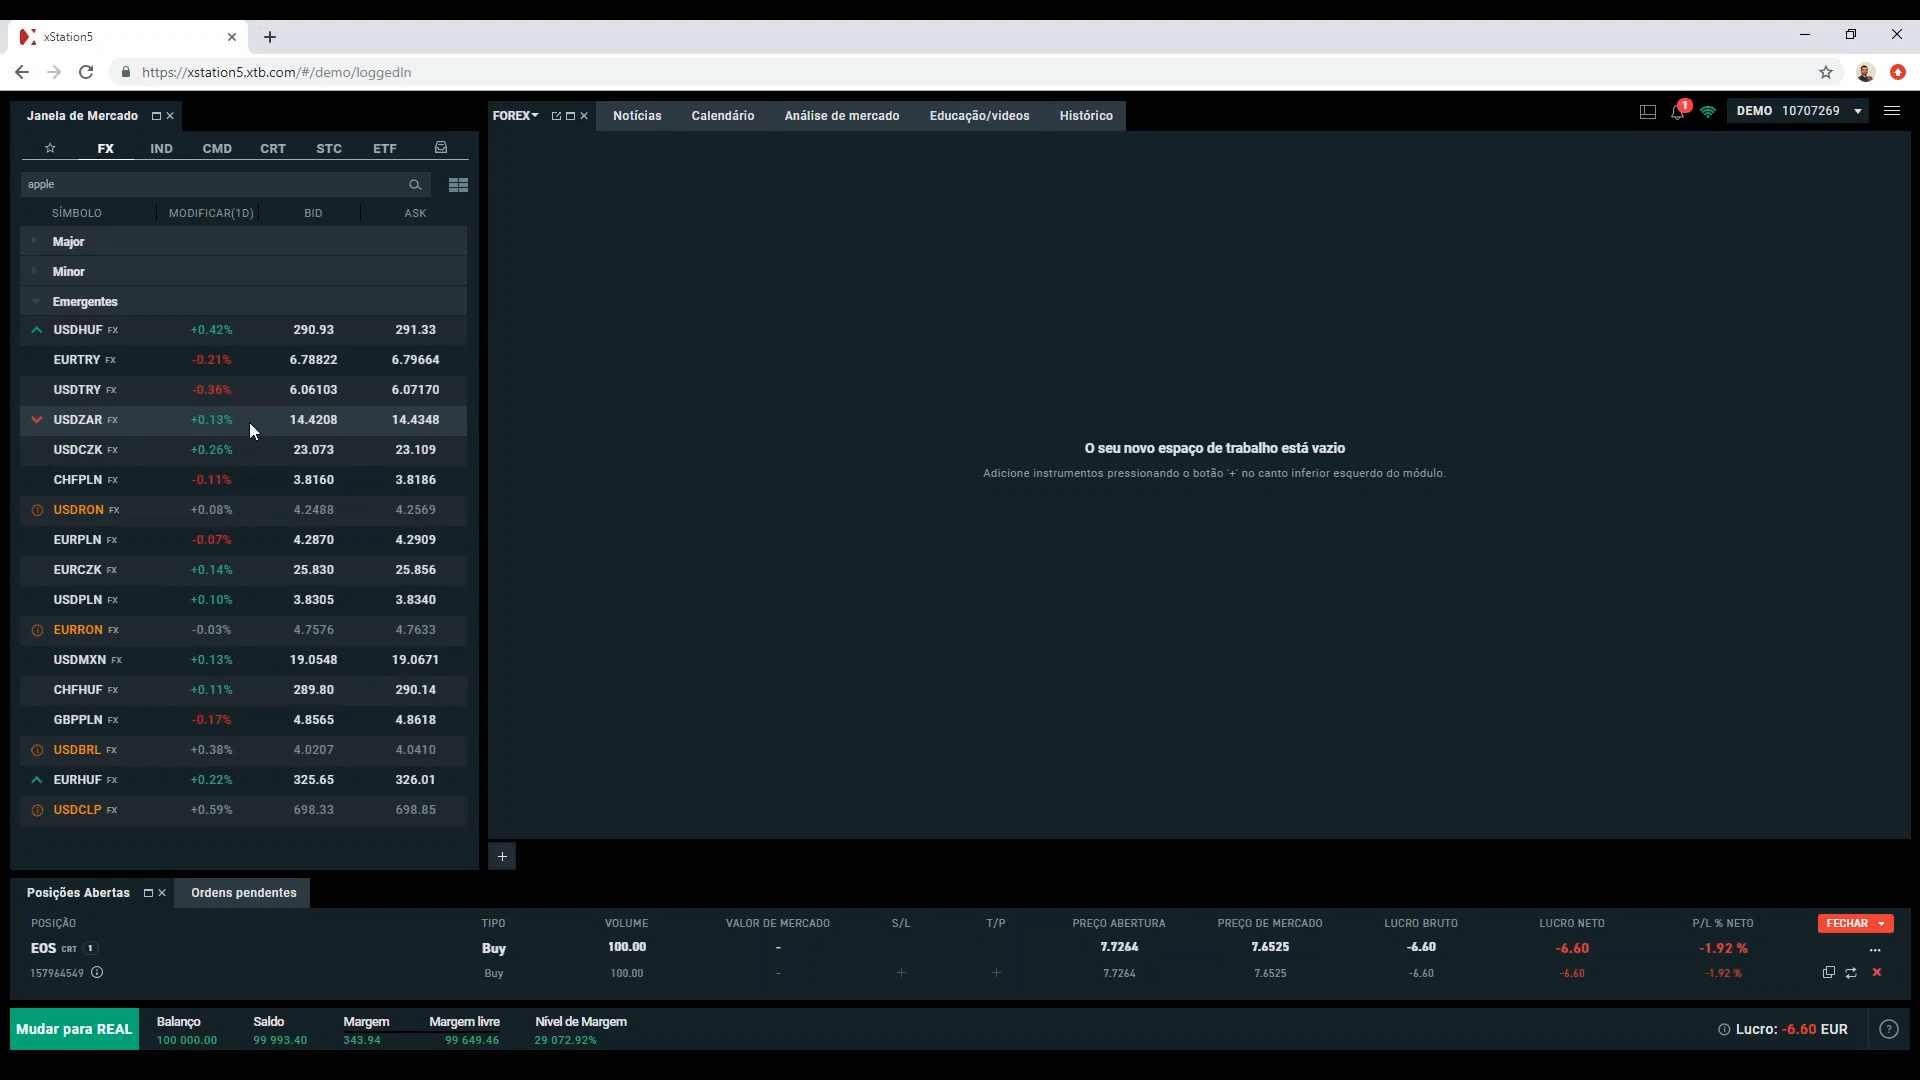 xStation5
https://xstation5.xtb.com/#/demo/loggedIn
Janela de Mercado
FOREX
Notícias
Calendário
Análise de mercado
Educação/videos
Histórico
1
DEMO 10707269
FX IND CMD CRT STC ETF
apple
SÍMBOLO MODIFICAR(1D) BID ASK
Major
Minor
Emergentes
USDHUF FX +0.42% 290.93 291.33
EURTRY FX -0.21% 6.78822 6.79664
USDTRY FX -0.36% 6.06103 6.07170
USDZAR FX +0.13% 14.4208 14.4348
USDCZK FX +0.26% 23.073 23.109
CHFPLN FX -0.11% 3.8160 3.8186
USDRON FX +0.08% 4.2488 4.2569
EURPLN FX -0.07% 4.2870 4.2909
EURCZK FX +0.14% 25.830 25.856
USDPLN FX +0.10% 3.8305 3.8340
EURRON FX -0.03% 4.7576 4.7633
USDMXN FX +0.13% 19.0548 19.0671
CHFHUF FX +0.11% 289.80 290.14
GBPPLN FX -0.17% 4.8565 4.8618
USDBRL FX +0.38% 4.0207 4.0410
EURHUF FX +0.22% 325.65 326.01
USDCLP FX +0.59% 698.33 698.85
O seu novo espaço de trabalho está vazio
Adicione instrumentos pressionando o botão '+' no canto inferior esquerdo do módulo.
+
Posições Abertas
Ordens pendentes
POSIÇÃO TIPO VOLUME VALOR DE MERCADO S/L T/P PREÇO ABERTURA PREÇO DE MERCADO LUCRO BRUTO LUCRO NETO P/L % NETO FECHAR
EOS CRT 1 Buy 100.00 - 7.7264 7.6525 -6.60 -6.60 -1.92 % ...
157964549 Buy 100.00 - + + 7.7264 7.6525 -6.60 -6.60 -1.92 %
Mudar para REAL
Balanço Saldo Margem Margem livre Nível de Margem
100 000.00 99 993.40 343.94 99 649.46 29 072.92%
Lucro: -6.60 EUR
?